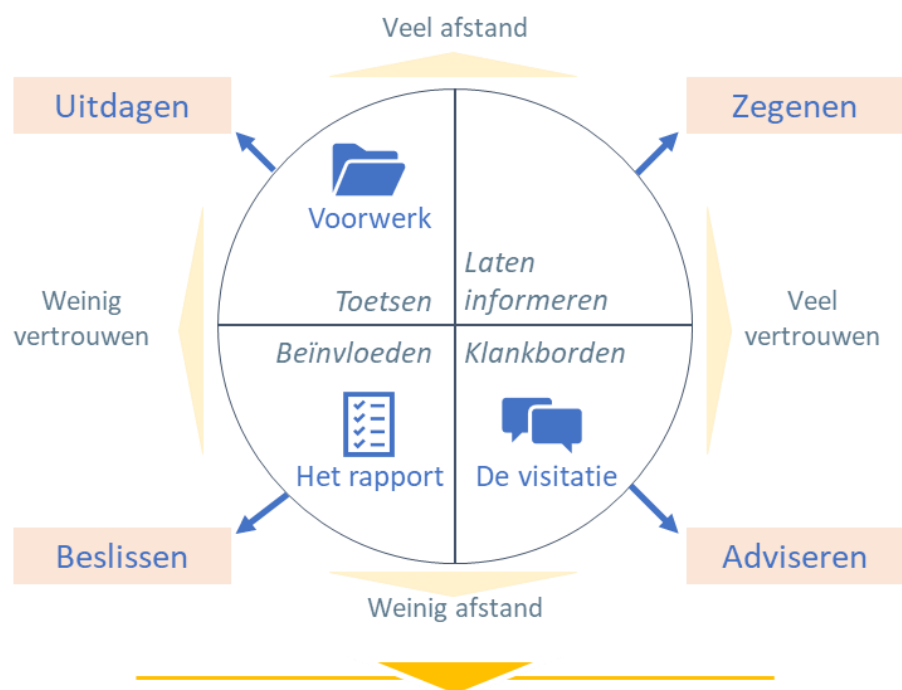 Veel afstand
Uitdagen
Zegenen
Voorwerk
Laten
informeren
Toetsen
Weinig
vertrouwen
Veel
vertrouwen
Beïnvloeden
Klankborden
Het rapport
De visitatie
Beslissen
Adviseren
Weinig afstand